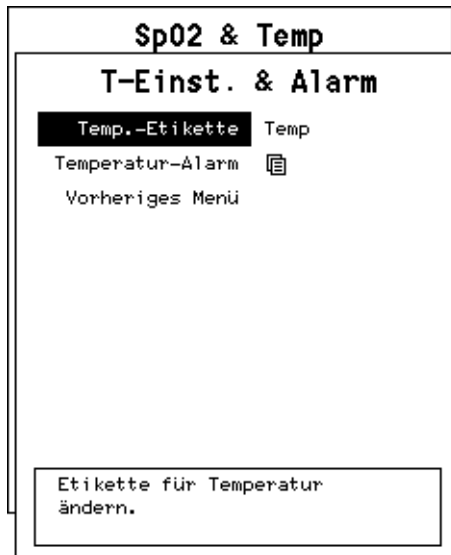 SpO2 & Temp
T-Einst. & Alarm
Temp.-Etikette Temp
Temperatur-Alarm
Vorheriges Menü
Etikette für Temperatur
ändern.